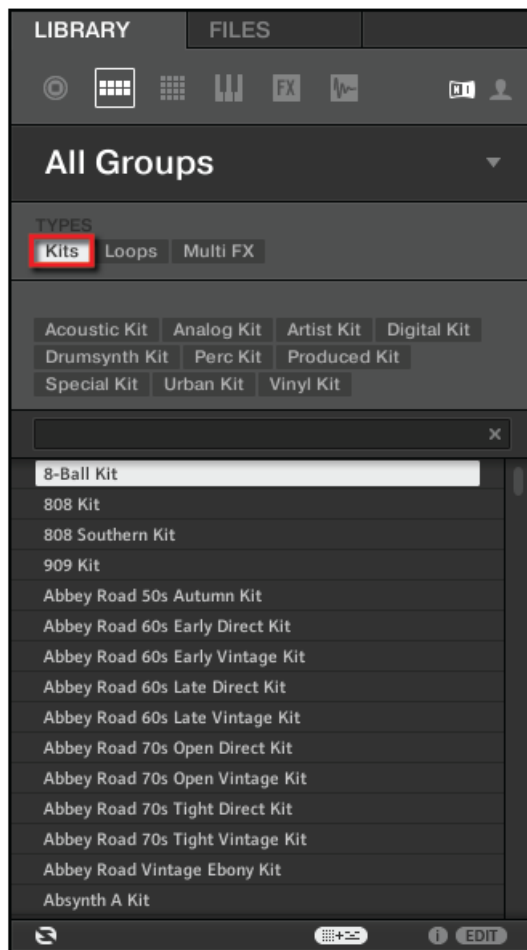 LIBRARY FILES
FX NI
All Groups
TYPES
Kits Loops Multi FX
Acoustic Kit Analog Kit Artist Kit Digital Kit
Drumsynth Kit Perc Kit Produced Kit
Special Kit Urban Kit Vinyl Kit
8-Ball Kit
808 Kit
808 Southern Kit
909 Kit
Abbey Road 50s Autumn Kit
Abbey Road 60s Early Direct Kit
Abbey Road 60s Early Vintage Kit
Abbey Road 60s Late Direct Kit
Abbey Road 60s Late Vintage Kit
Abbey Road 70s Open Direct Kit
Abbey Road 70s Open Vintage Kit
Abbey Road 70s Tight Direct Kit
Abbey Road 70s Tight Vintage Kit
Abbey Road Vintage Ebony Kit
Absynth A Kit
i EDIT